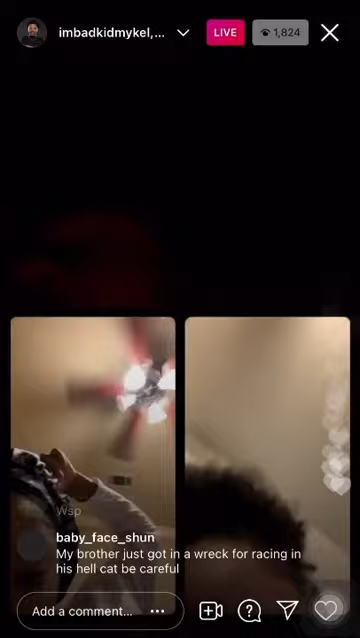 imbadkidmykel,...
LIVE
1,824
Wsp
baby_face_shun
My brother just got in a wreck for racing in
his hell cat be careful
Add a comment...